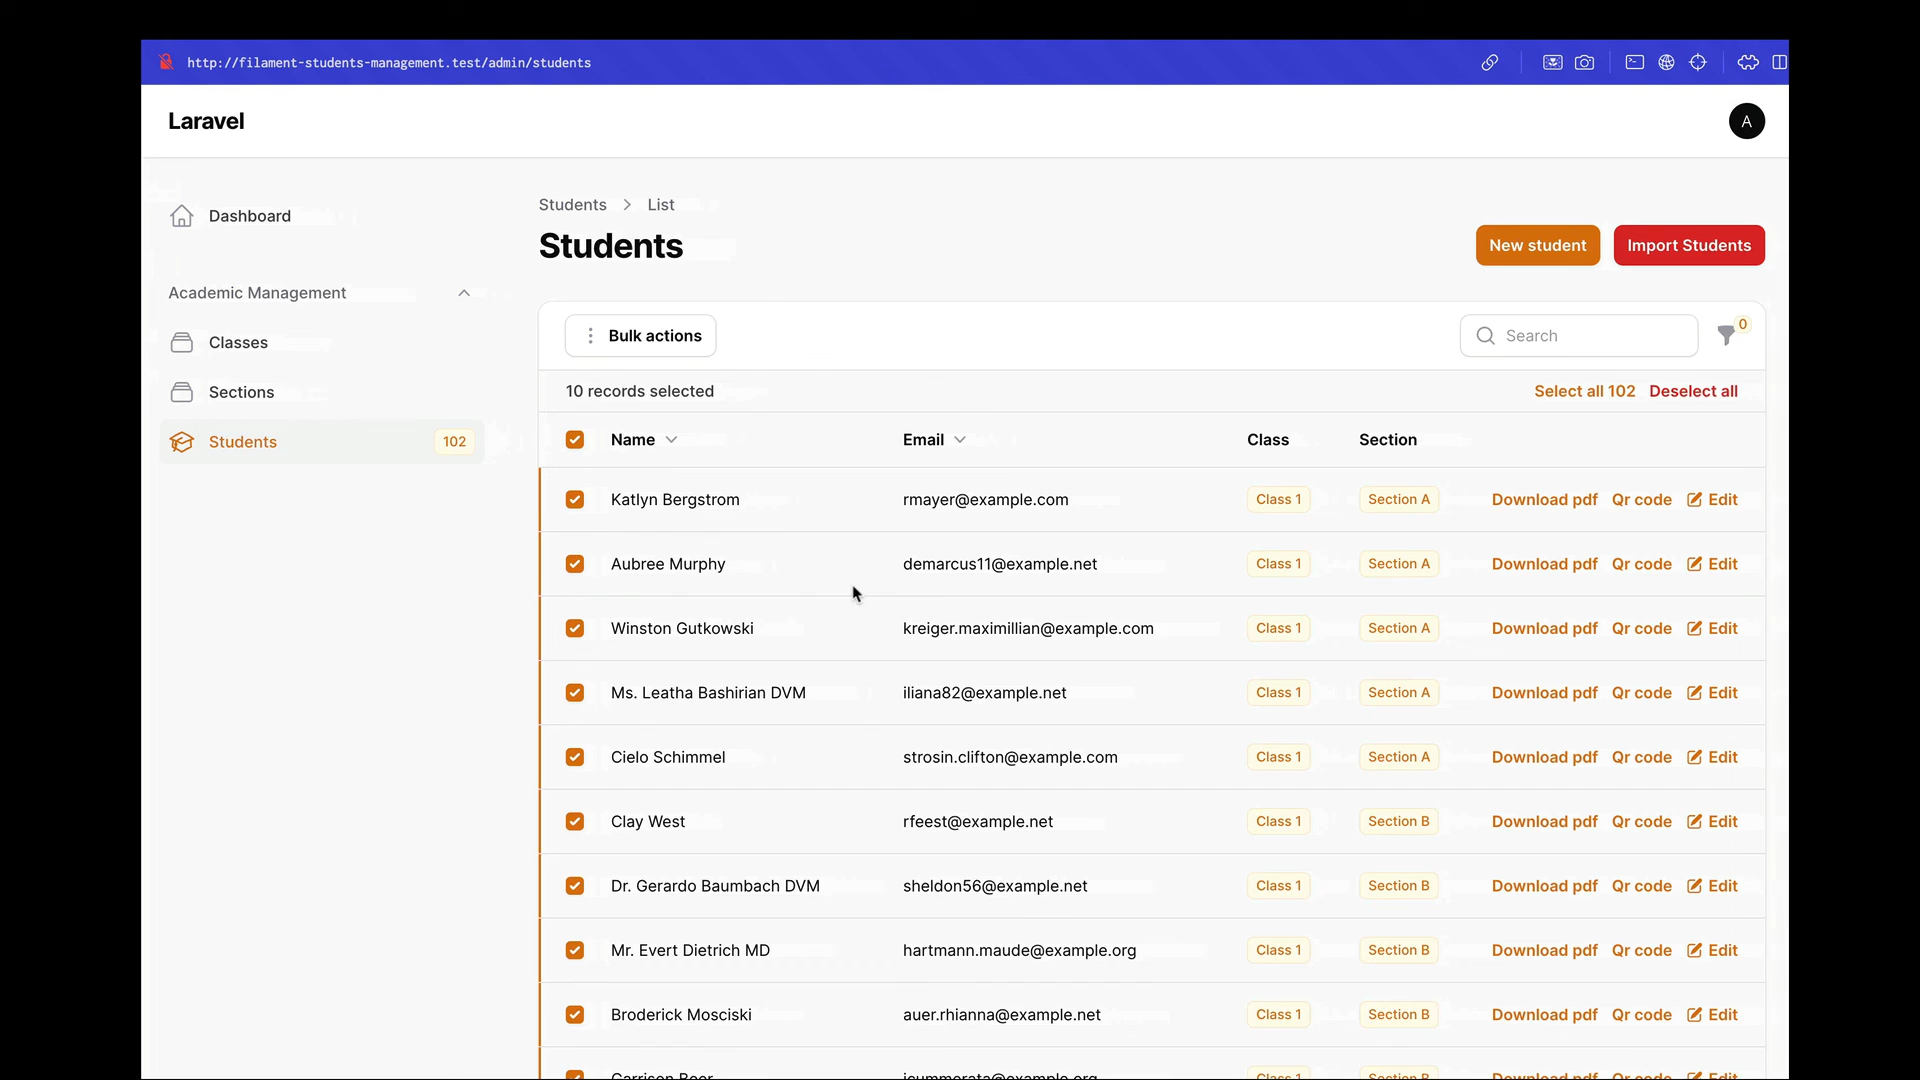 http://filament-students-management.test/admin/students
Laravel
A
Dashboard
Academic Management
Classes
Sections
Students 102
Students > List
Students
New student Import Students
Bulk actions
Search
0
10 records selected
Select all 102 Deselect all
Name Email Class Section
Katlyn Bergstrom rmayer@example.com Class 1 Section A Download pdf Qr code Edit
Aubree Murphy demarcus11@example.net Class 1 Section A Download pdf Qr code Edit
Winston Gutkowski kreiger.maximillian@example.com Class 1 Section A Download pdf Qr code Edit
Ms. Leatha Bashirian DVM iliana82@example.net Class 1 Section A Download pdf Qr code Edit
Cielo Schimmel strosin.clifton@example.com Class 1 Section A Download pdf Qr code Edit
Clay West rfeest@example.net Class 1 Section B Download pdf Qr code Edit
Dr. Gerardo Baumbach DVM sheldon56@example.net Class 1 Section B Download pdf Qr code Edit
Mr. Evert Dietrich MD hartmann.maude@example.org Class 1 Section B Download pdf Qr code Edit
Broderick Mosciski auer.rhianna@example.net Class 1 Section B Download pdf Qr code Edit
Class 1 Section B Download pdf Qr code Edit